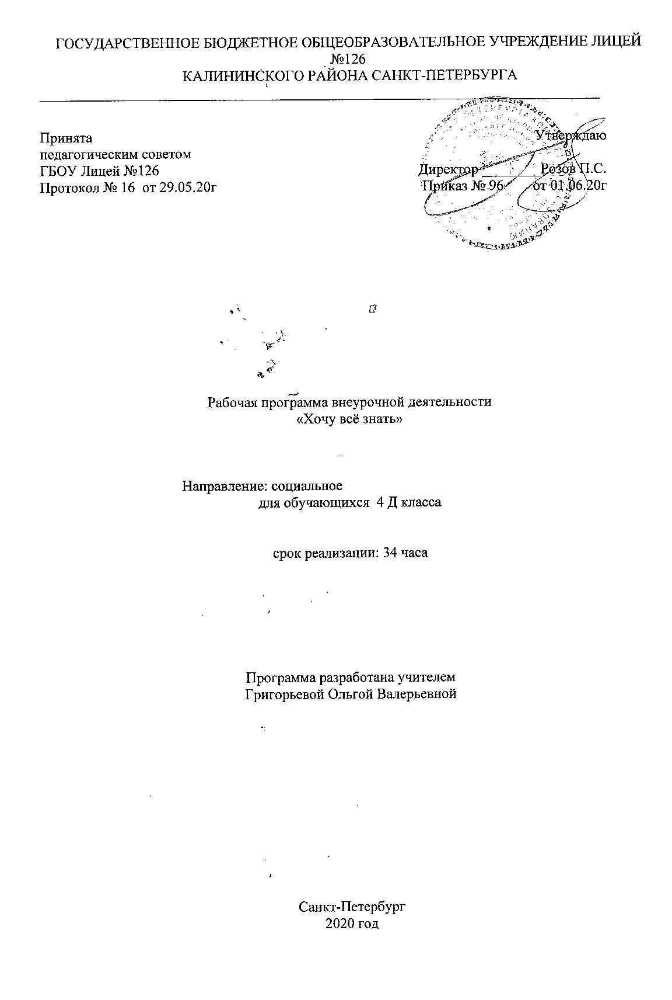 ГОСУДАРСТВЕННОЕ БЮДЖЕТНОЕ ОБЩЕОБРАЗОВАТЕЛЬНОЕ УЧРЕЖДЕНИЕ ЛИЦЕЙ
№126
КАЛИНИНСКОГО РАЙОНА САНКТ-ПЕТЕРБУРГА
Принята
педагогическим советом
ГБОУ Лицей №126
Протокол № 16 от 29.05.20г
Утверждаю
Директор ________ Розов П.С.
Приказ № 96 от 01.06.20г
Рабочая программа внеурочной деятельности
«Хочу всё знать»
Направление: социальное
для обучающихся 4 Д класса
срок реализации: 34 часа
Программа разработана учителем
Григорьевой Ольгой Валерьевной
Санкт-Петербург
2020 год